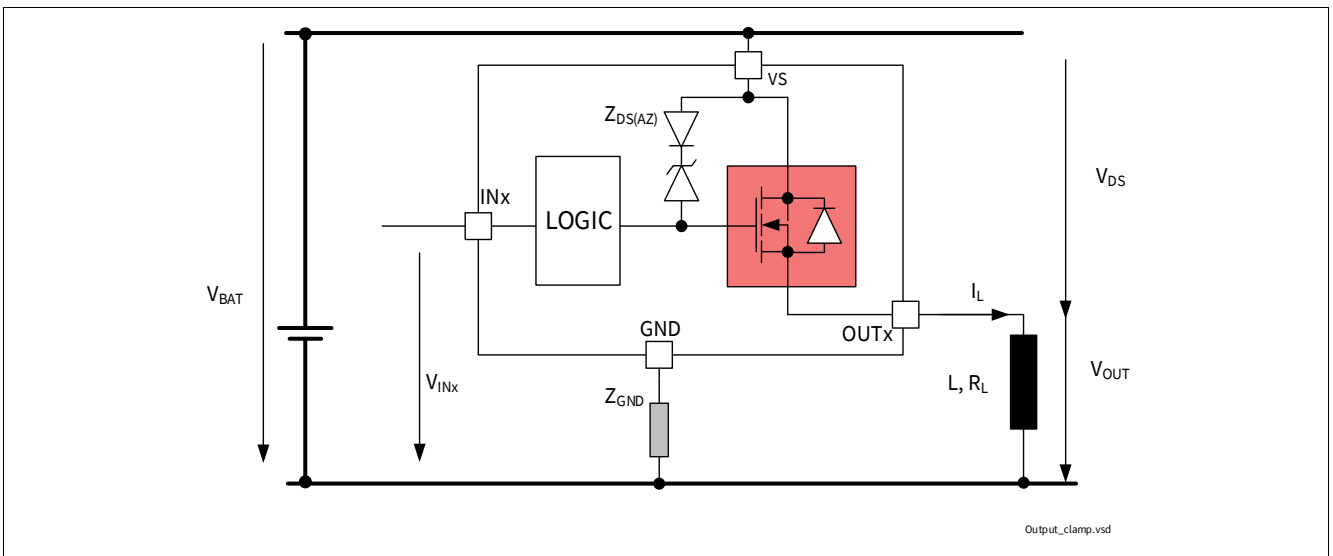 VS
ZDS(AZ)
VDS
INx
LOGIC
VBAT
IL
GND
OUTx
VINx
VOUT
L, RL
ZGND
Output_clamp.vsd